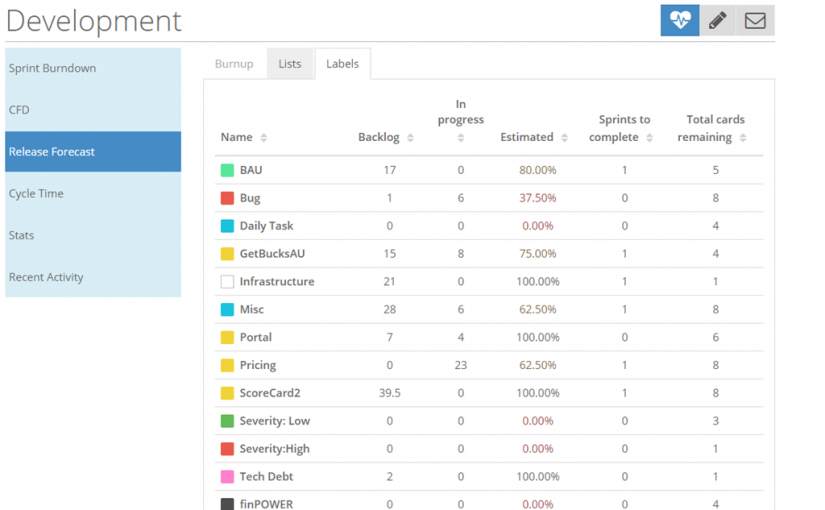 Development
Sprint Burndown
CFD
Release Forecast
Cycle Time
Stats
Recent Activity
Burnup Lists Labels
Name Backlog In progress Estimated Sprints to complete Total cards remaining
BAU 17 0 80.00% 1 5
Bug 1 6 37.50% 0 8
Daily Task 0 0 0.00% 0 4
GetBucksAU 15 8 75.00% 1 4
Infrastructure 21 0 100.00% 1 1
Misc 28 6 62.50% 1 8
Portal 7 4 100.00% 0 6
Pricing 0 23 62.50% 1 8
ScoreCard2 39.5 0 100.00% 1 8
Severity: Low 0 0 0.00% 0 3
Severity:High 0 0 0.00% 0 1
Tech Debt 2 0 100.00% 0 1
finPOWER 0 0 0.00% 0 4